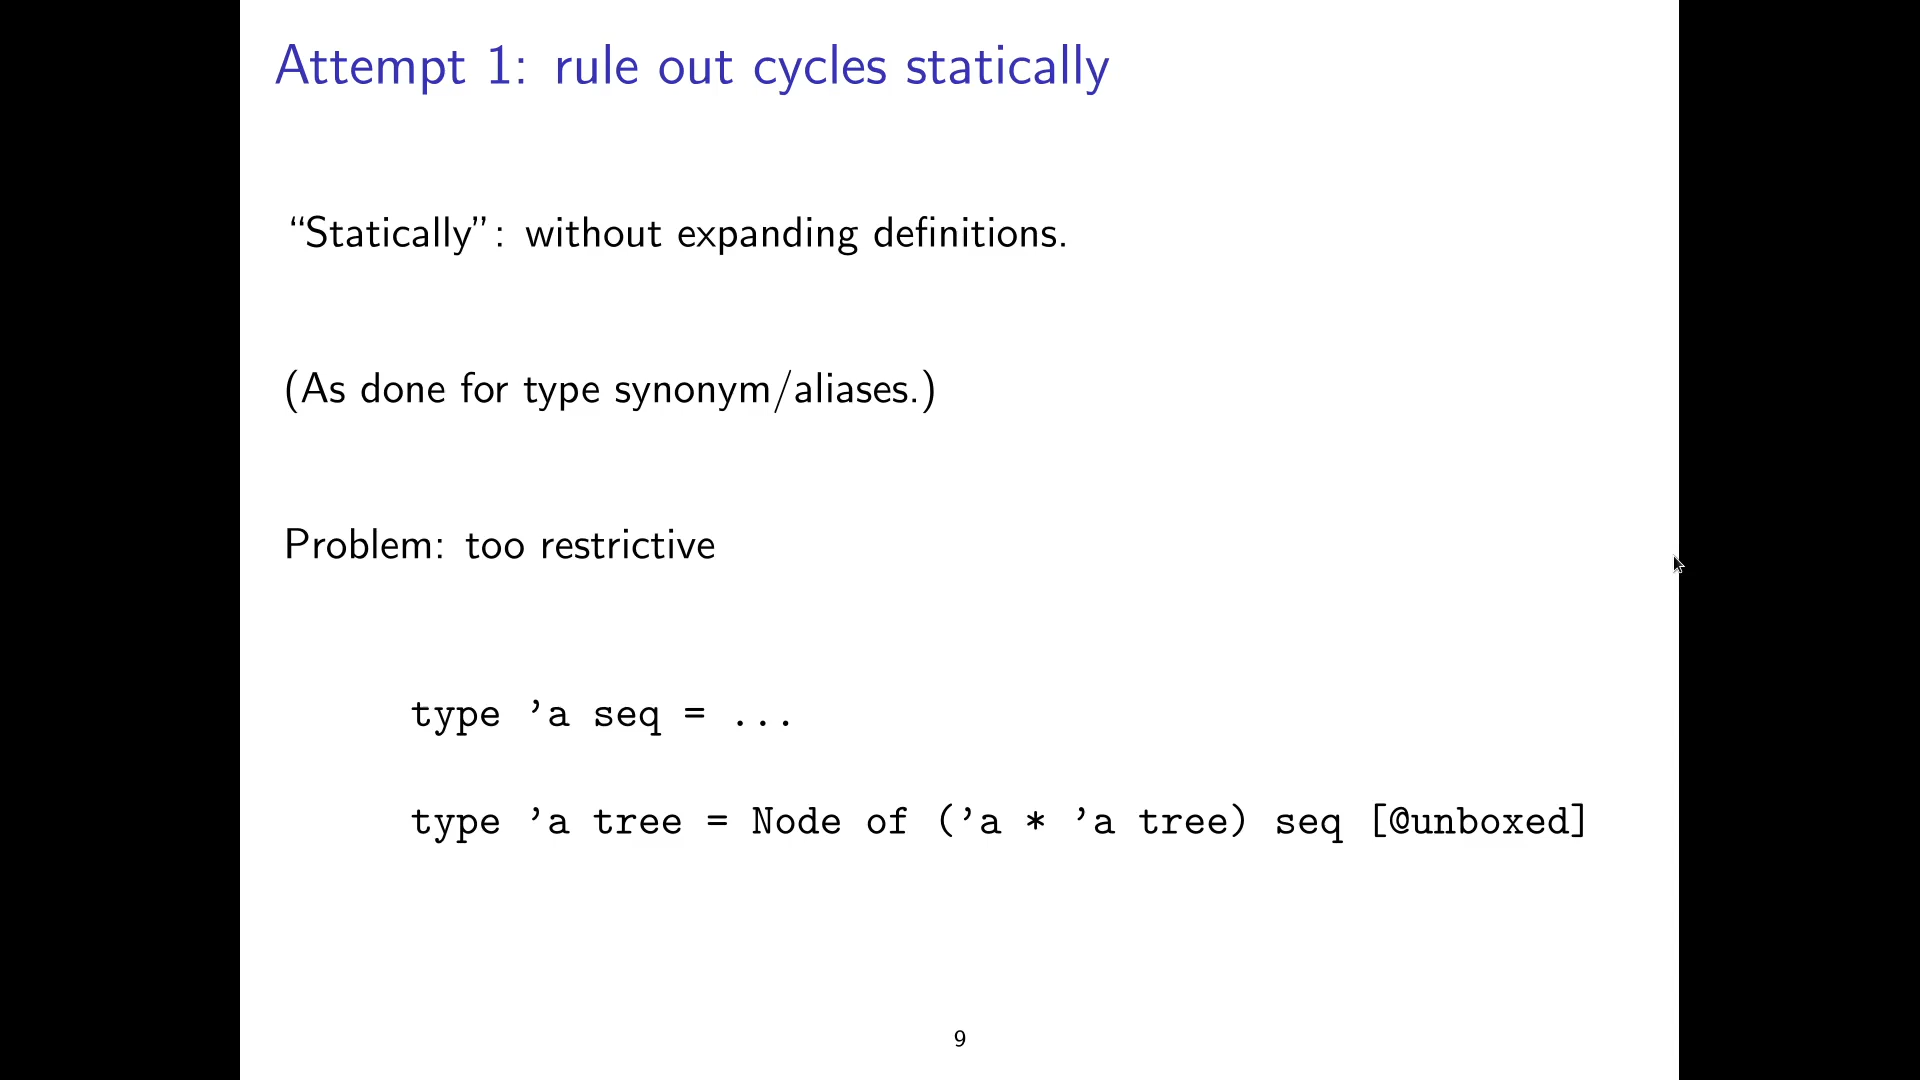 Attempt 1: rule out cycles statically
“Statically”: without expanding definitions.
(As done for type synonym/aliases.)
Problem: too restrictive
type ’a seq = ...
type ’a tree = Node of (’a * ’a tree) seq [@unboxed]
9